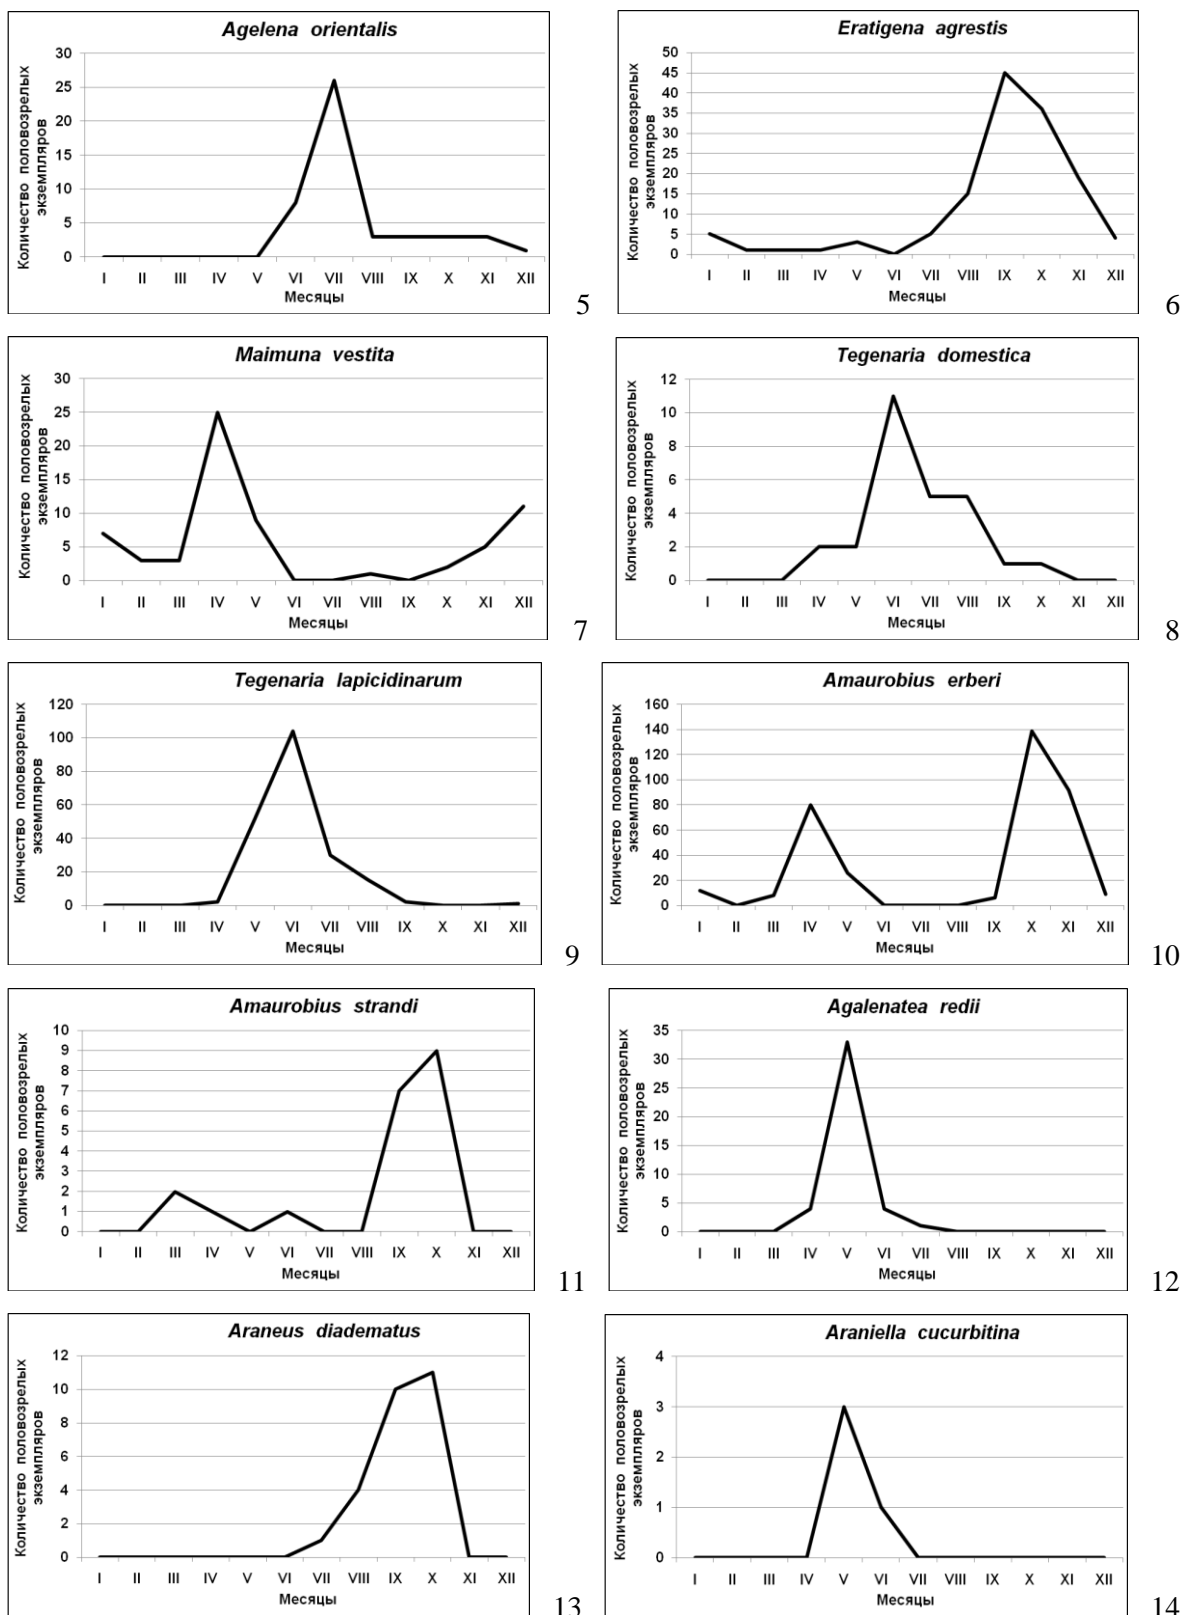 Agelena orientalis
Количество половозрелых
экземпляров
30
25
20
15
10
5
0
I II III IV V VI VII VIII IX X XI XII
Месяцы
5
Eratigena agrestis
Количество половозрелых
экземпляров
50
45
40
35
30
25
20
15
10
5
0
I II III IV V VI VII VIII IX X XI XII
Месяцы
6
Maimuna vestita
Количество половозрелых
экземпляров
30
25
20
15
10
5
0
I II III IV V VI VII VIII IX X XI XII
Месяцы
7
Tegenaria domestica
Количество половозрелых
экземпляров
12
10
8
6
4
2
0
I II III IV V VI VII VIII IX X XI XII
Месяцы
8
Tegenaria lapicidinarum
Количество половозрелых
экземпляров
120
100
80
60
40
20
0
I II III IV V VI VII VIII IX X XI XII
Месяцы
9
Amaurobius erberi
Количество половозрелых
экземпляров
160
140
120
100
80
60
40
20
0
I II III IV V VI VII VIII IX X XI XII
Месяцы
10
Amaurobius strandi
Количество половозрелых
экземпляров
10
9
8
7
6
5
4
3
2
1
0
I II III IV V VI VII VIII IX X XI XII
Месяцы
11
Agalenatea redii
Количество половозрелых
экземпляров
35
30
25
20
15
10
5
0
I II III IV V VI VII VIII IX X XI XII
Месяцы
12
Araneus diadematus
Количество половозрелых
экземпляров
12
10
8
6
4
2
0
I II III IV V VI VII VIII IX X XI XII
Месяцы
13
Araniella cucurbitina
Количество половозрелых
экземпляров
4
3
2
1
0
I II III IV V VI VII VIII IX X XI XII
Месяцы
14